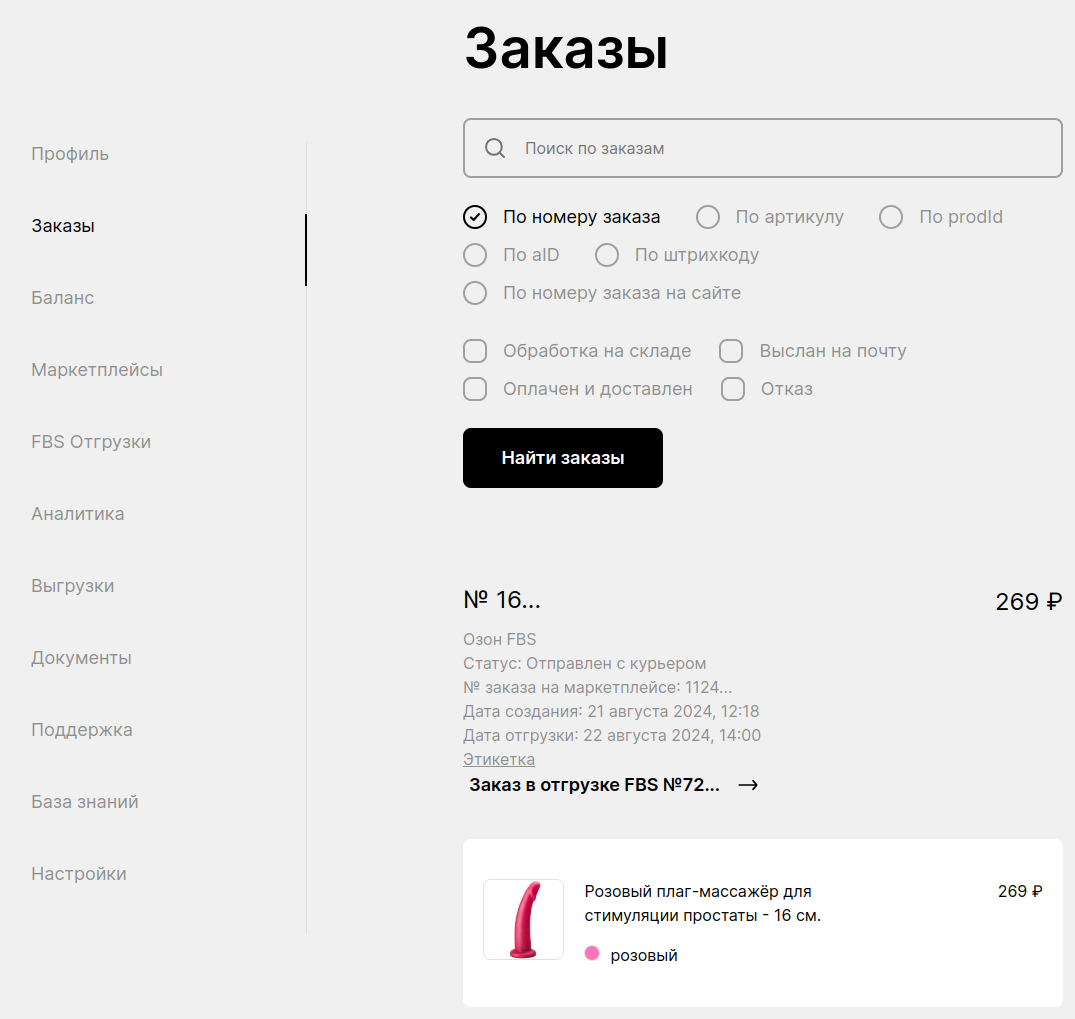 Заказы
Поиск по заказам
Профиль
Заказы
Баланс
Маркетплейсы
FBS Отгрузки
Аналитика
Выгрузки
Документы
Поддержка
База знаний
Настройки
По номеру заказа По артикулу По prodId
По aID По штрихкоду
По номеру заказа на сайте
Обработка на складе Выслан на почту
Оплачен и доставлен Отказ
Найти заказы
№ 16... 269 ₽
Озон FBS
Статус: Отправлен с курьером
№ заказа на маркетплейсе: 1124...
Дата создания: 21 августа 2024, 12:18
Дата отгрузки: 22 августа 2024, 14:00
Этикетка
Заказ в отгрузке FBS №72... →
Розовый плаг-массажёр для 269 ₽
стимуляции простаты - 16 см.
розовый